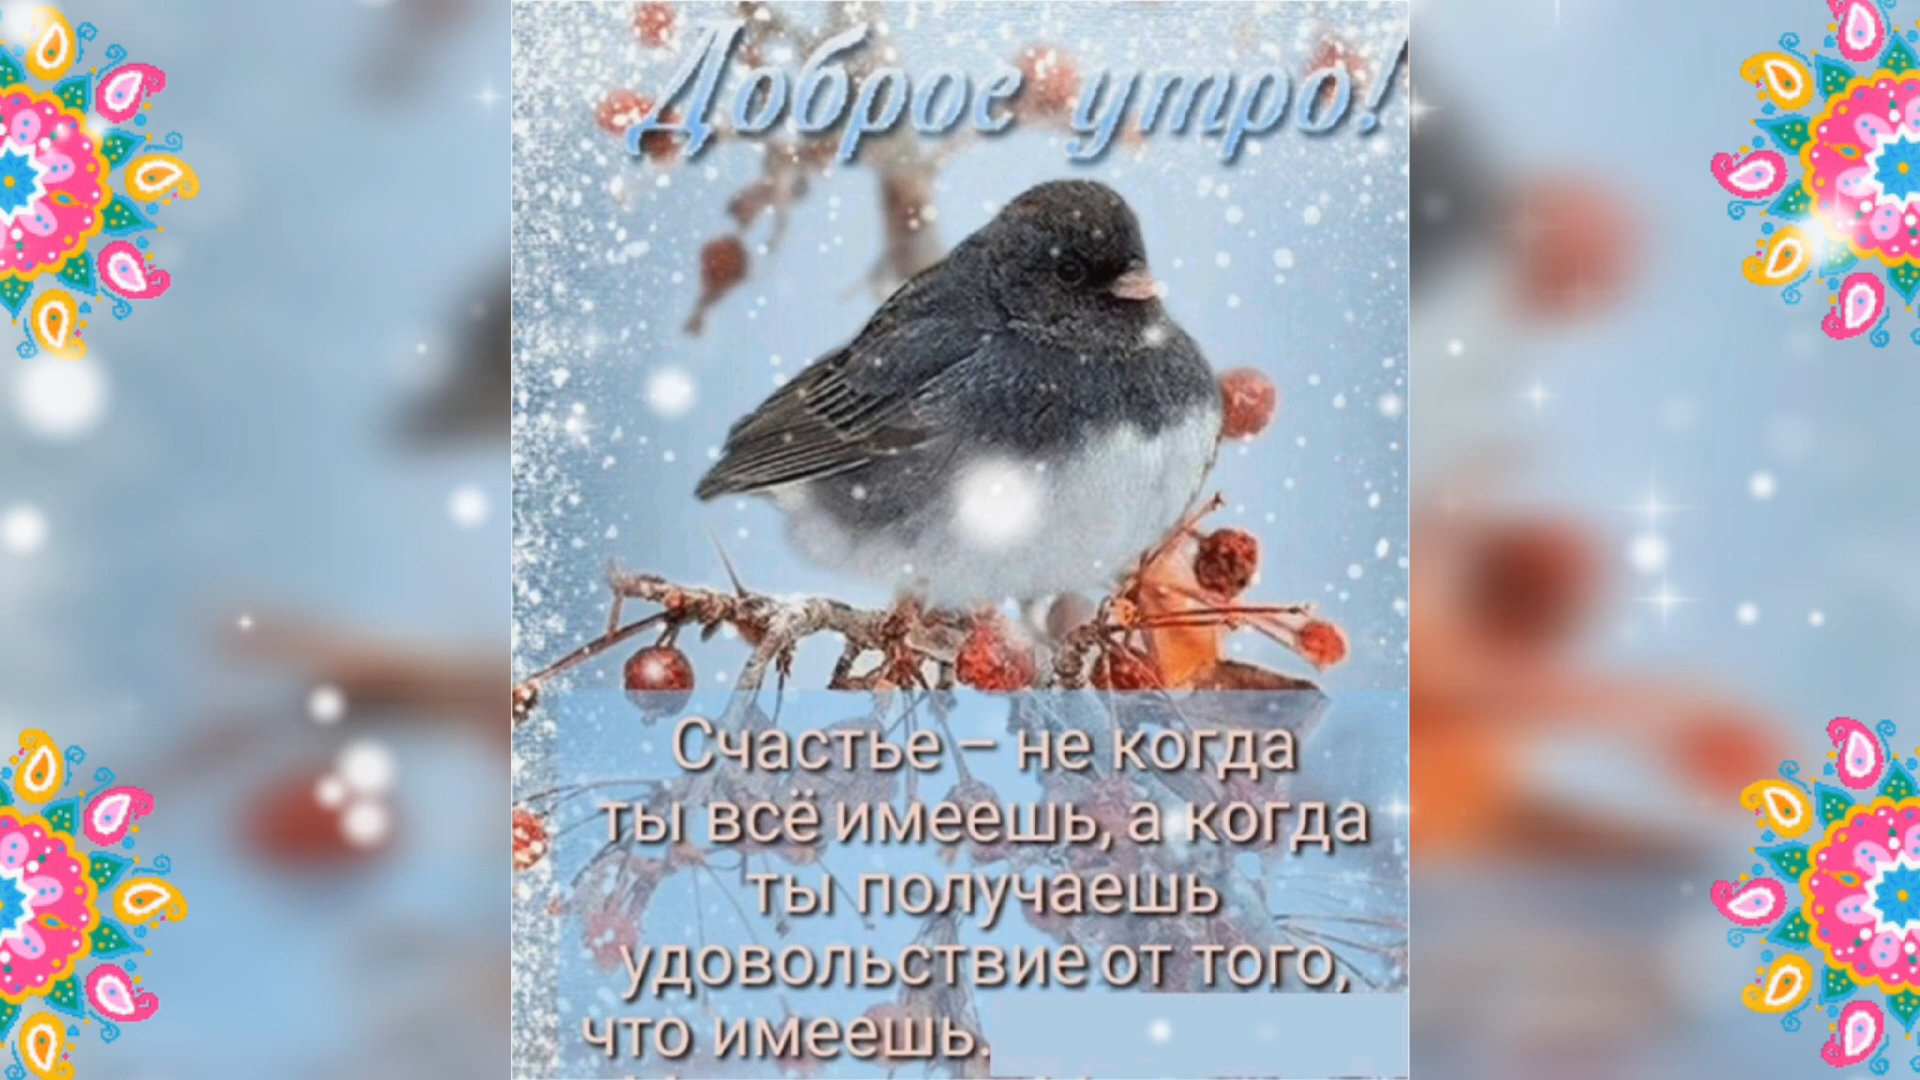 Доброе утро!
Счастье – не когда
ты всё имеешь, а когда
ты получаешь
удовольствие от того,
что имеешь.